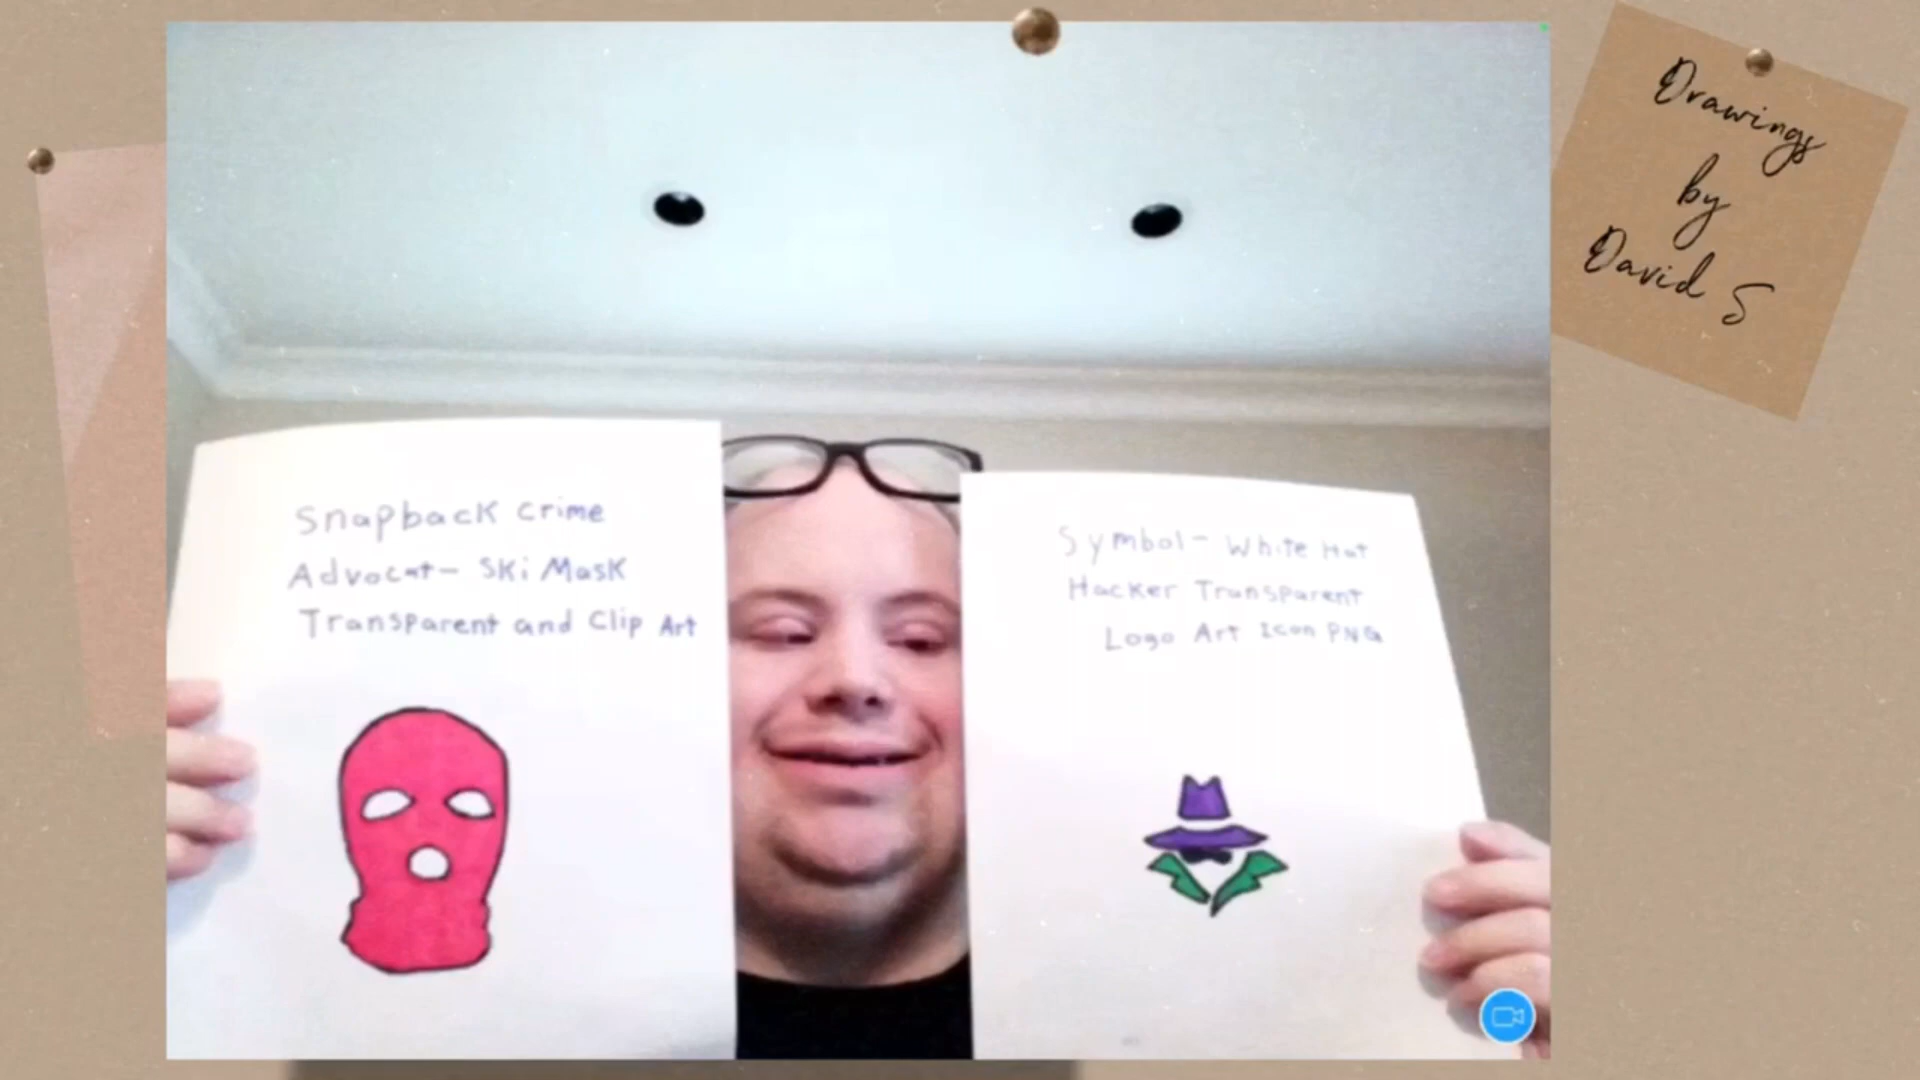 Drawings
by
David S
Snapback Crime
Advocat- Ski Mask
Transparent and Clip Art
Symbol- White Hat
Hacker Transparent
Logo Art Icon PNG